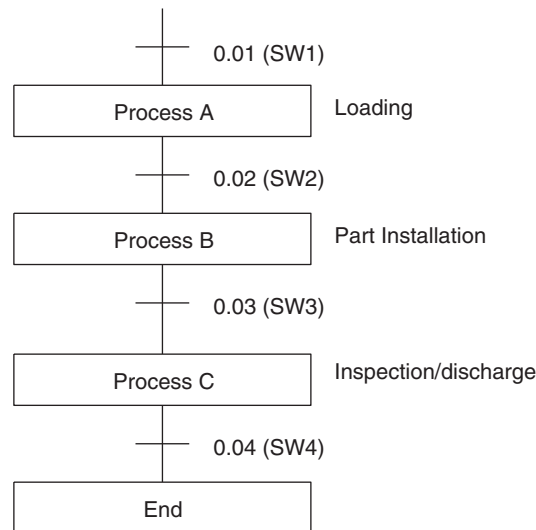 0.01 (SW1)
Process A
Loading
0.02 (SW2)
Process B
Part Installation
0.03 (SW3)
Process C
Inspection/discharge
0.04 (SW4)
End